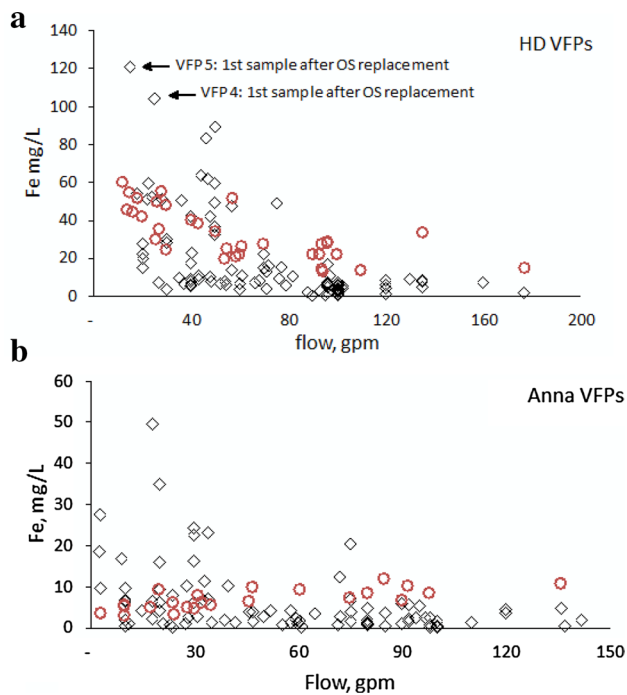 a
HD VFPs
140
120
100
80
60
40
20
0
Fe mg/L
VFP 5: 1st sample after OS replacement
VFP 4: 1st sample after OS replacement
- 40 80 120 160 200
flow, gpm
b
Anna VFPs
60
50
40
30
20
10
0
Fe, mg/L
- 30 60 90 120 150
Flow, gpm